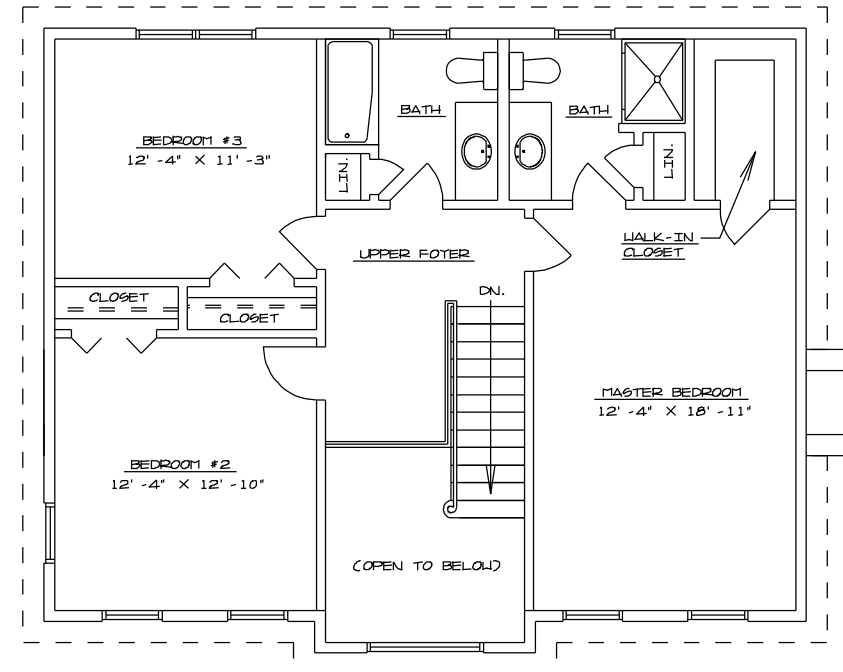 BATH
BATH
BEDROOM #3
12' -4" X 11' -3"
LIN.
LIN.
WALK-IN
CLOSET
UPPER FOYER
DN.
CLOSET
CLOSET
MASTER BEDROOM
12' -4" X 18' -11"
BEDROOM #2
12' -4" X 12' -10"
(OPEN TO BELOW)